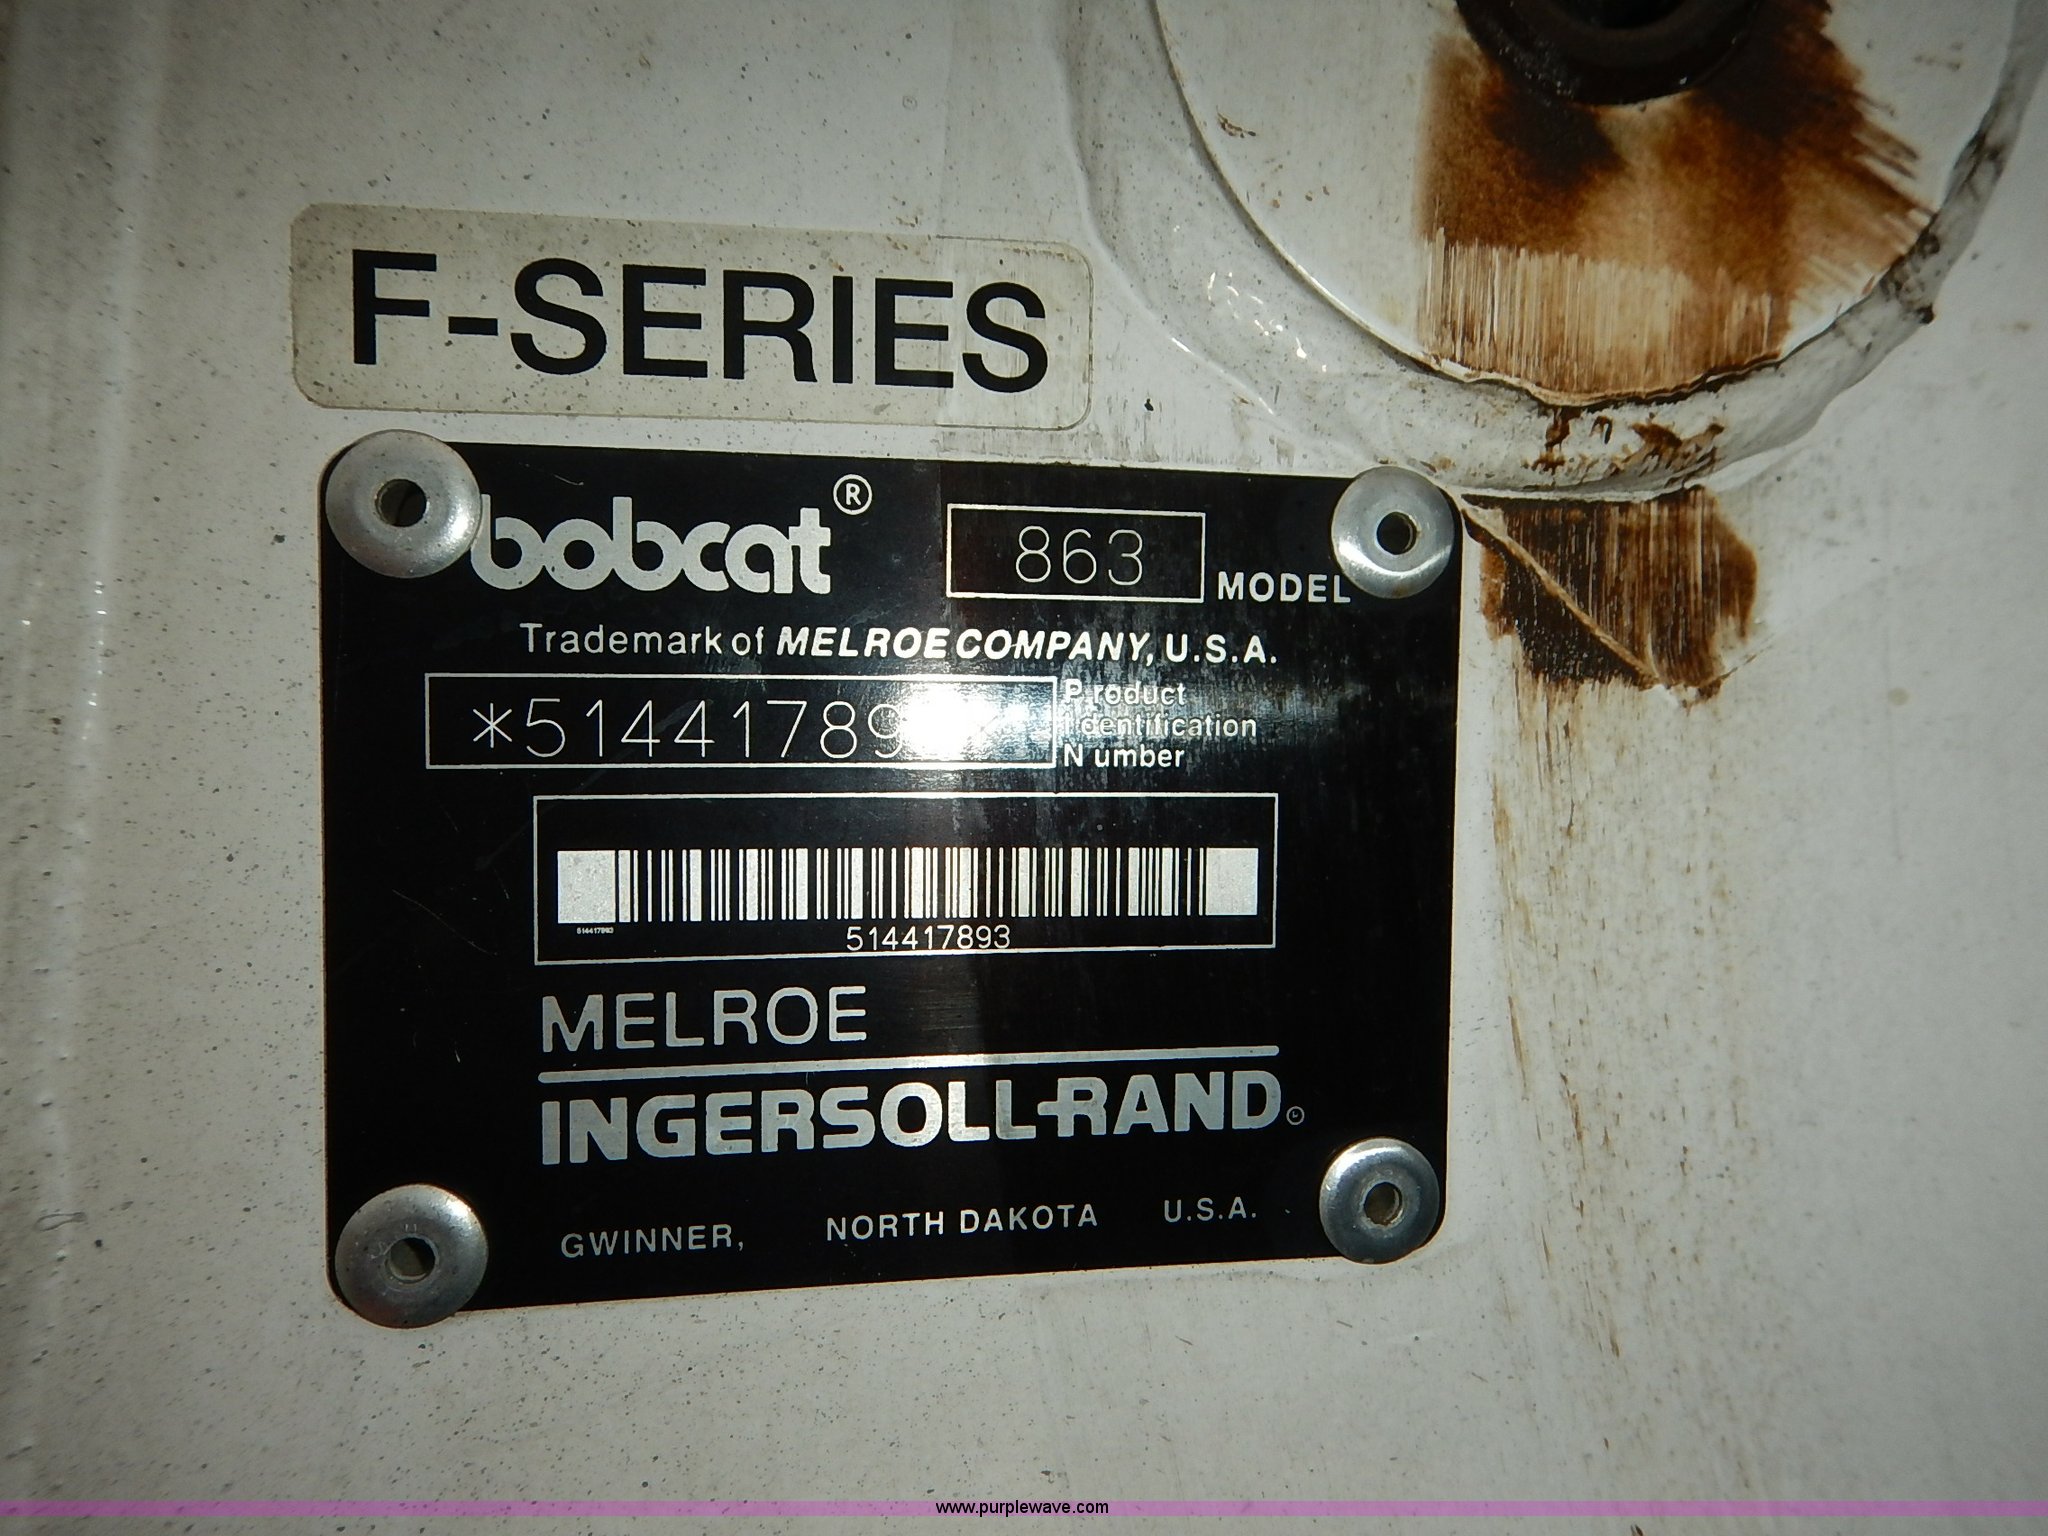 F-SERIES
bobcat® 863 MODEL
Trademark of MELROE COMPANY, U.S.A.
*51441789
Product
Identification
Number
514417893
514417893
MELROE
INGERSOLL-RAND
GWINNER, NORTH DAKOTA U.S.A.
www.purplewave.com